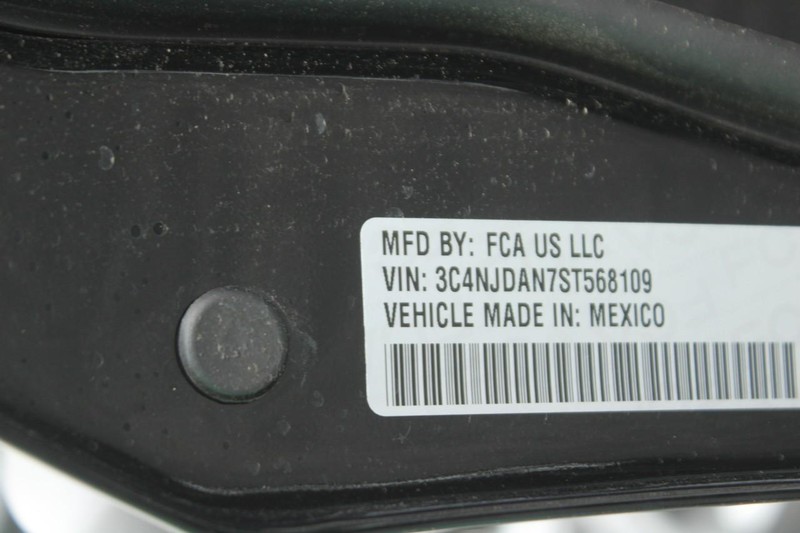 MFD BY: FCA US LLC
VIN: 3C4NJDAN7ST568109
VEHICLE MADE IN: MEXICO